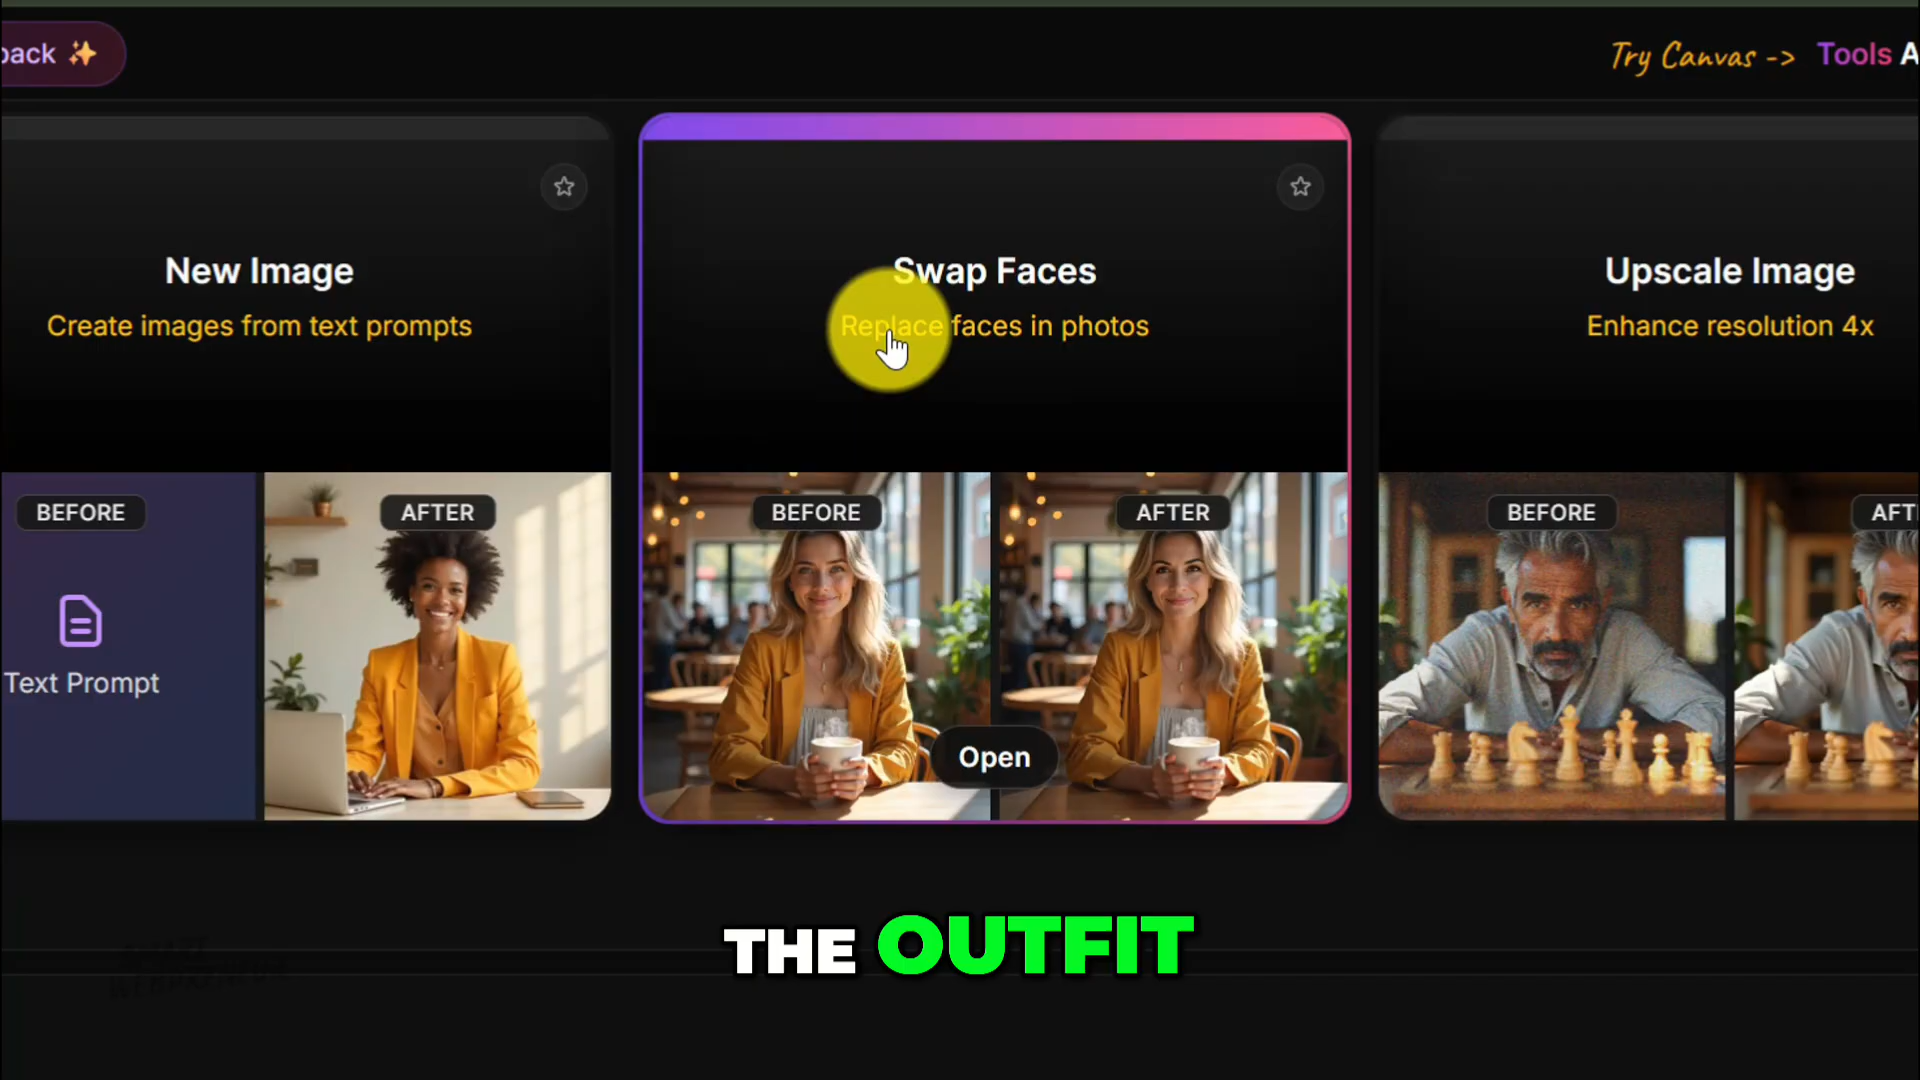 back ✨
Try Canvas -> Tools A
New Image
Create images from text prompts
BEFORE
AFTER
Text Prompt
Swap Faces
Replace faces in photos
BEFORE
AFTER
Open
Upscale Image
Enhance resolution 4x
BEFORE
AFT
THE OUTFIT